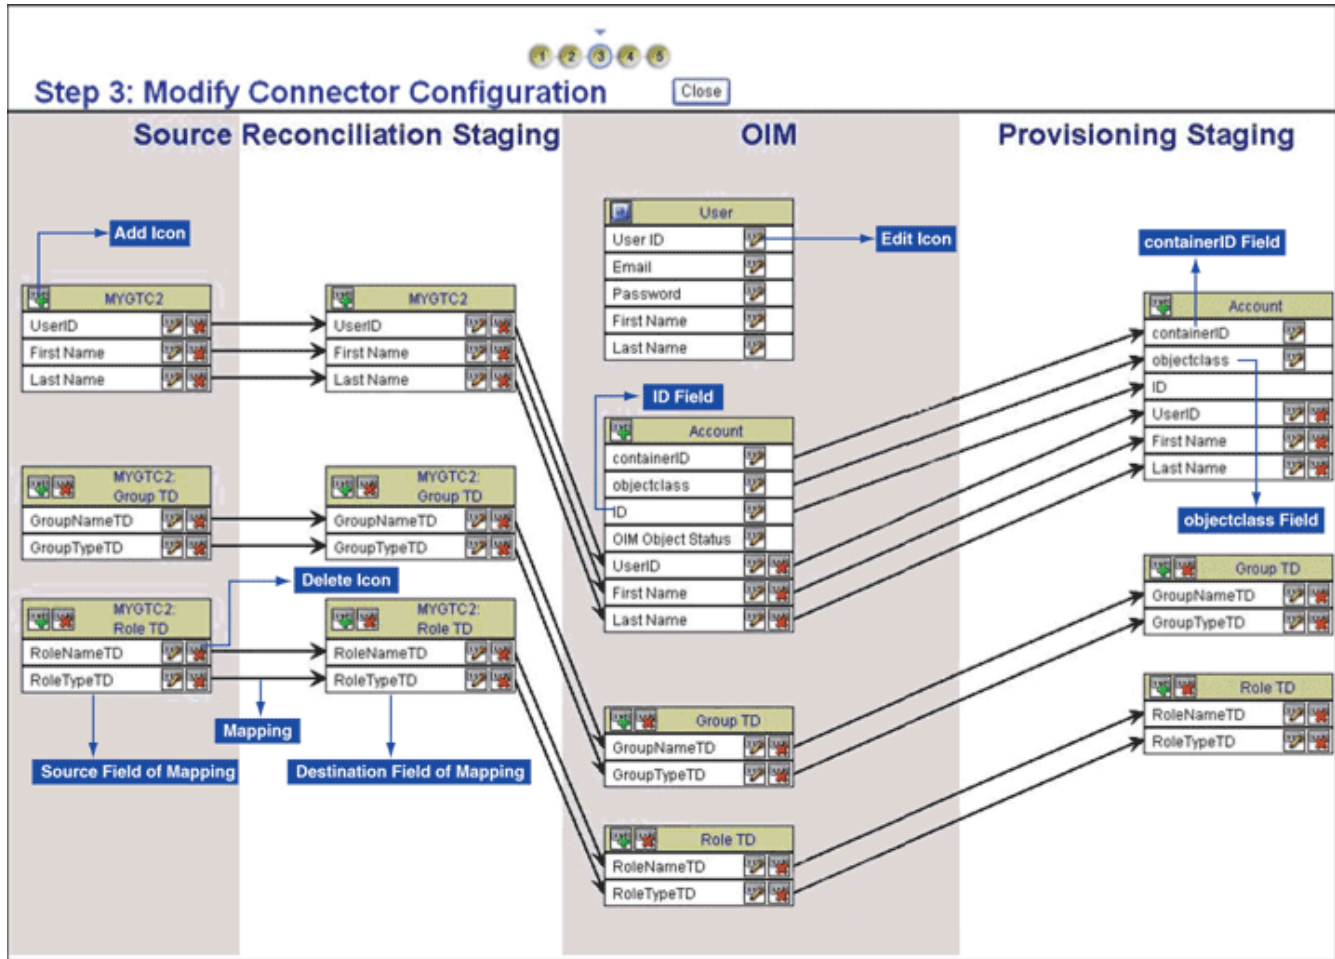 1 2 3 4 5
Step 3: Modify Connector Configuration
Close
Source
Reconciliation Staging
OIM
Provisioning Staging
Add Icon
MYGTC2
UserID
First Name
Last Name
MYGTC2:
Group TD
GroupNameTD
GroupTypeTD
Delete Icon
MYGTC2:
Role TD
RoleNameTD
RoleTypeTD
Mapping
Source Field of Mapping
MYGTC2
UserID
First Name
Last Name
MYGTC2:
Group TD
GroupNameTD
GroupTypeTD
MYGTC2:
Role TD
RoleNameTD
RoleTypeTD
Destination Field of Mapping
User
User ID
Edit Icon
Email
Password
First Name
Last Name
ID Field
Account
containerID
objectclass
ID
OIM Object Status
UserID
First Name
Last Name
Group TD
GroupNameTD
GroupTypeTD
Role TD
RoleNameTD
RoleTypeTD
containerID Field
Account
containerID
objectclass
ID
UserID
First Name
Last Name
objectclass Field
Group TD
GroupNameTD
GroupTypeTD
Role TD
RoleNameTD
RoleTypeTD